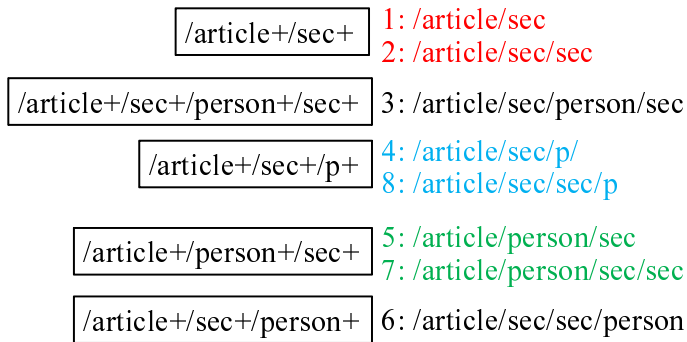 /article+/sec+
1: /article/sec
2: /article/sec/sec
/article+/sec+/person+/sec+
3: /article/sec/person/sec
/article+/sec+/p+
4: /article/sec/p/
8: /article/sec/sec/p
/article+/person+/sec+
5: /article/person/sec
7: /article/person/sec/sec
/article+/sec+/person+
6: /article/sec/sec/person